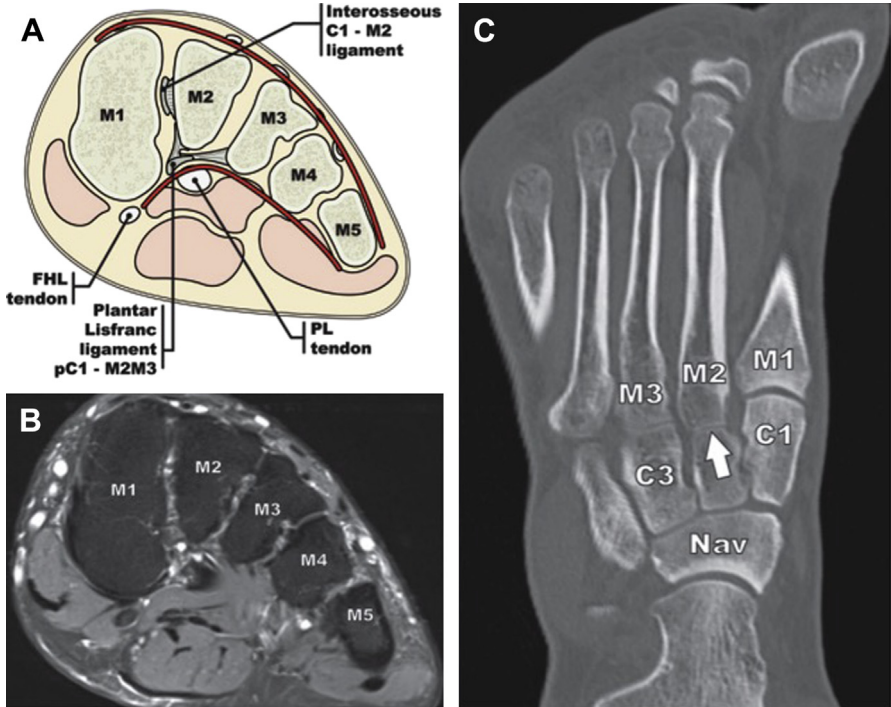 A
Interosseous
C1 - M2
ligament
M1
M2
M3
M4
M5
FHL
tendon
Plantar
Lisfranc
ligament
pC1 - M2M3
PL
tendon
B
M1
M2
M3
M4
M5
C
M3
M2
M1
C3
C1
Nav